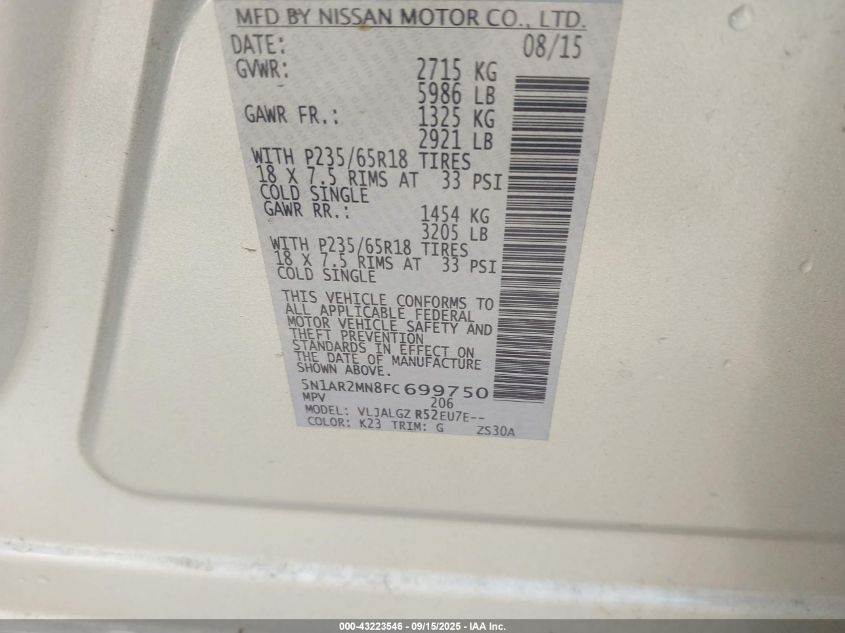 MFD BY NISSAN MOTOR CO., LTD.
DATE: 08/15
GVWR: 2715 KG
5986 LB
GAWR FR.: 1325 KG
2921 LB
WITH P235/65R18 TIRES
18 X 7.5 RIMS AT 33 PSI
COLD SINGLE
GAWR RR.: 1454 KG
3205 LB
WITH P235/65R18 TIRES
18 X 7.5 RIMS AT 33 PSI
COLD SINGLE
THIS VEHICLE CONFORMS TO
ALL APPLICABLE FEDERAL
MOTOR VEHICLE SAFETY AND
THEFT PREVENTION
STANDARDS IN EFFECT ON
THE DATE OF MANUFACTURE
SHOWN ABOVE.
5N1AR2MN8FC699750
MPV 206
MODEL: VLJALGZ R52EU7E--
COLOR: K23 TRIM: G ZS30A
000-43223546 - 09/15/2025 - IAA Inc.